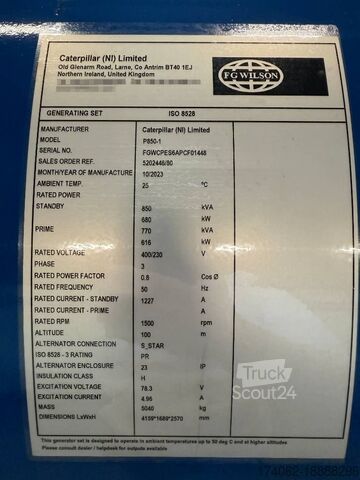 Caterpillar (NI) Limited
Old Glenarm Road, Larne, Co Antrim BT40 1EJ
Northern Ireland, United Kingdom
FG WILSON
GENERATING SET ISO 8528
MANUFACTURER Caterpillar (NI) Limited
MODEL P850-1
SERIAL NO. FGWCPES6APCF01448
SALES ORDER REF. 5202446/80
MONTH/YEAR OF MANUFACTURE 10/2023
AMBIENT TEMP. 25 °C
RATED POWER
STANDBY 850 kVA
680 kW
PRIME 770 kVA
616 kW
RATED VOLTAGE 400/230 V
PHASE 3
RATED POWER FACTOR 0.8 Cos Ø
RATED FREQUENCY 50 Hz
RATED CURRENT - STANDBY 1227 A
RATED CURRENT - PRIME A
RATED RPM 1500 rpm
ALTITUDE 100 m
ALTERNATOR CONNECTION S_STAR
ISO 8528 - 3 RATING PR
ALTERNATOR ENCLOSURE 23 IP
INSULATION CLASS H
EXCITATION VOLTAGE 78.3 V
EXCITATION CURRENT 4.96 A
MASS 5040 kg
DIMENSIONS LxWxH 4159*1689*2570 mm
This generator set is designed to operate in ambient temperatures up to 50 deg C and at higher altitudes
Please consult dealer / helpdesk for outputs available
Truck
Scout24